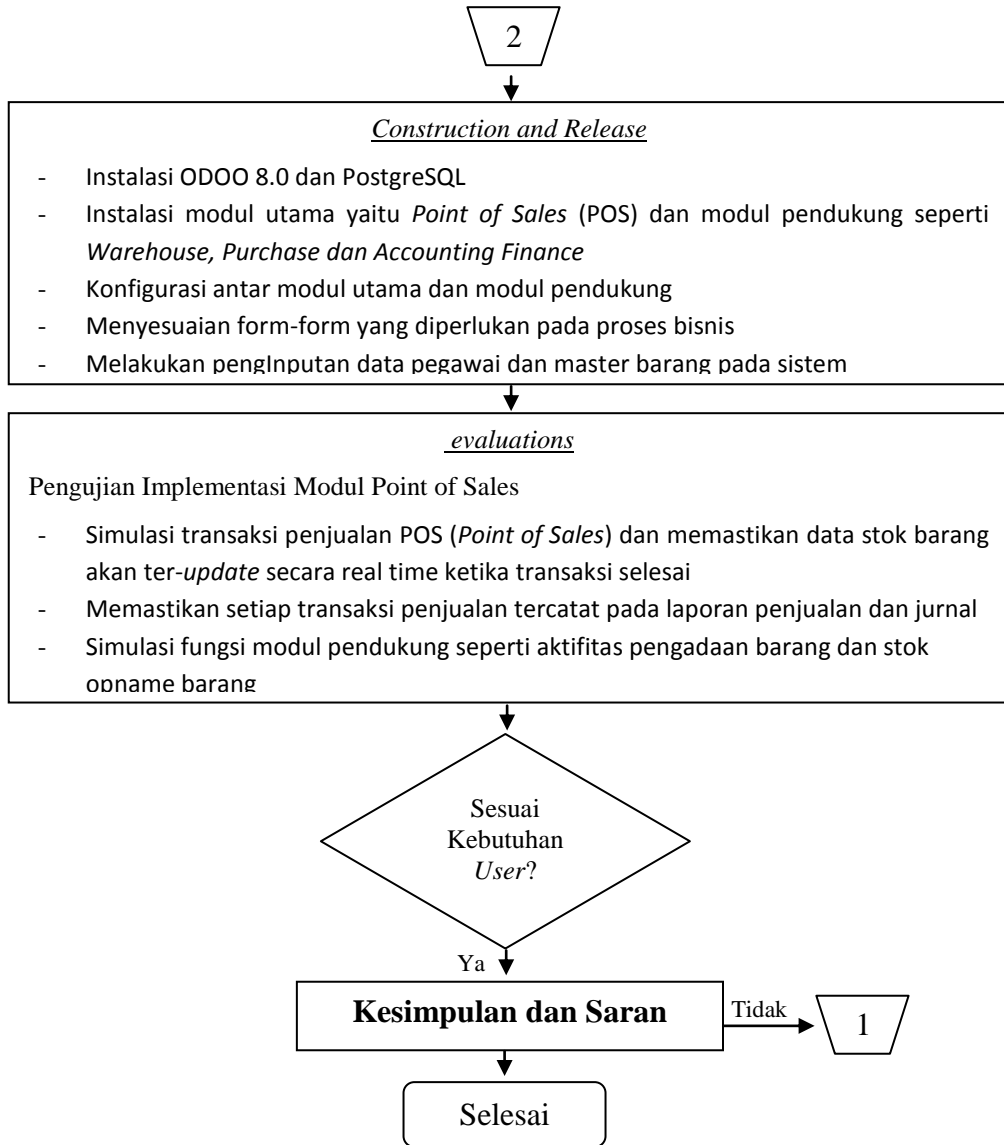 2
Construction and Release
- Instalasi ODOO 8.0 dan PostgreSQL
- Instalasi modul utama yaitu Point of Sales (POS) dan modul pendukung seperti
Warehouse, Purchase dan Accounting Finance
- Konfigurasi antar modul utama dan modul pendukung
- Menyesuaian form-form yang diperlukan pada proses bisnis
- Melakukan pengInputan data pegawai dan master barang pada sistem
evaluations
Pengujian Implementasi Modul Point of Sales
- Simulasi transaksi penjualan POS (Point of Sales) dan memastikan data stok barang
akan ter-update secara real time ketika transaksi selesai
- Memastikan setiap transaksi penjualan tercatat pada laporan penjualan dan jurnal
- Simulasi fungsi modul pendukung seperti aktifitas pengadaan barang dan stok
opname barang
Sesuai
Kebutuhan
User?
Ya
Kesimpulan dan Saran
Tidak
1
Selesai